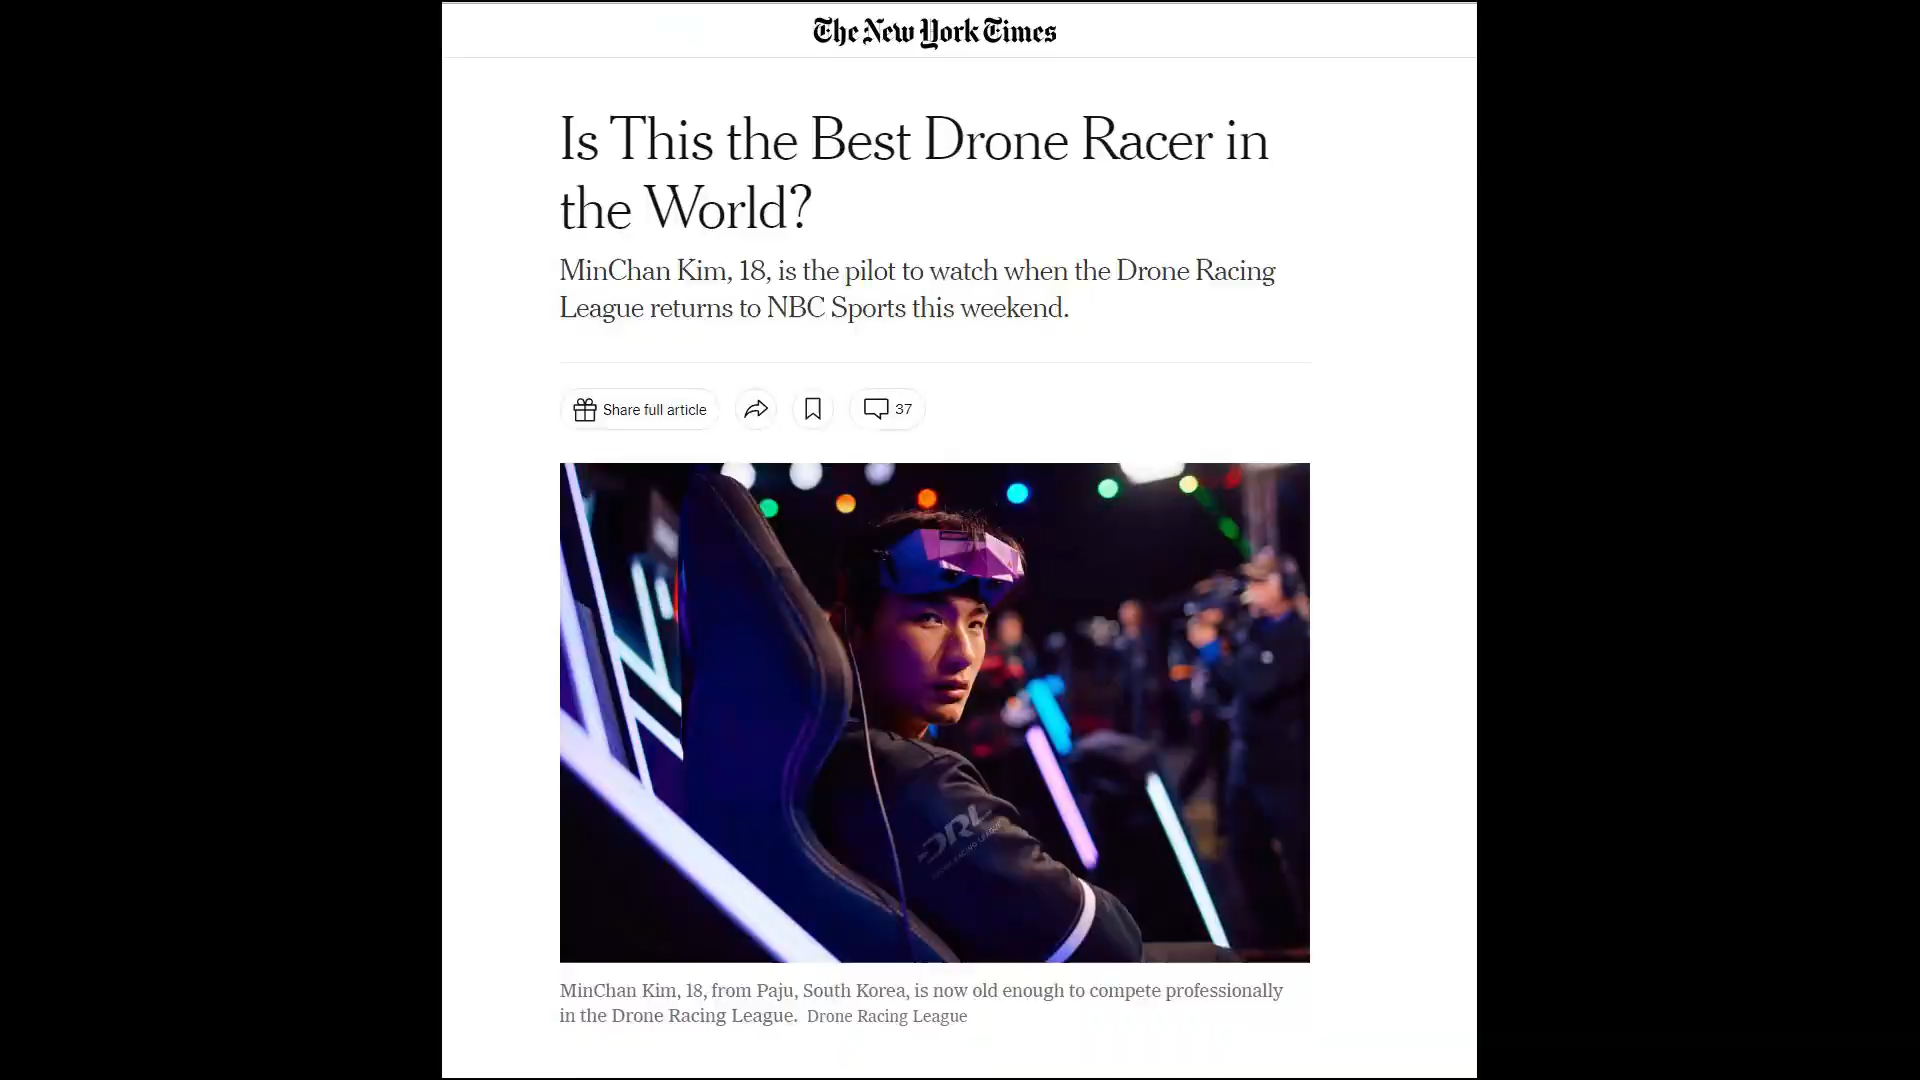 The New York Times
Is This the Best Drone Racer in
the World?
MinChan Kim, 18, is the pilot to watch when the Drone Racing
League returns to NBC Sports this weekend.
Share full article
37
DRL
DRONE RACING LEAGUE
MinChan Kim, 18, from Paju, South Korea, is now old enough to compete professionally
in the Drone Racing League. Drone Racing League